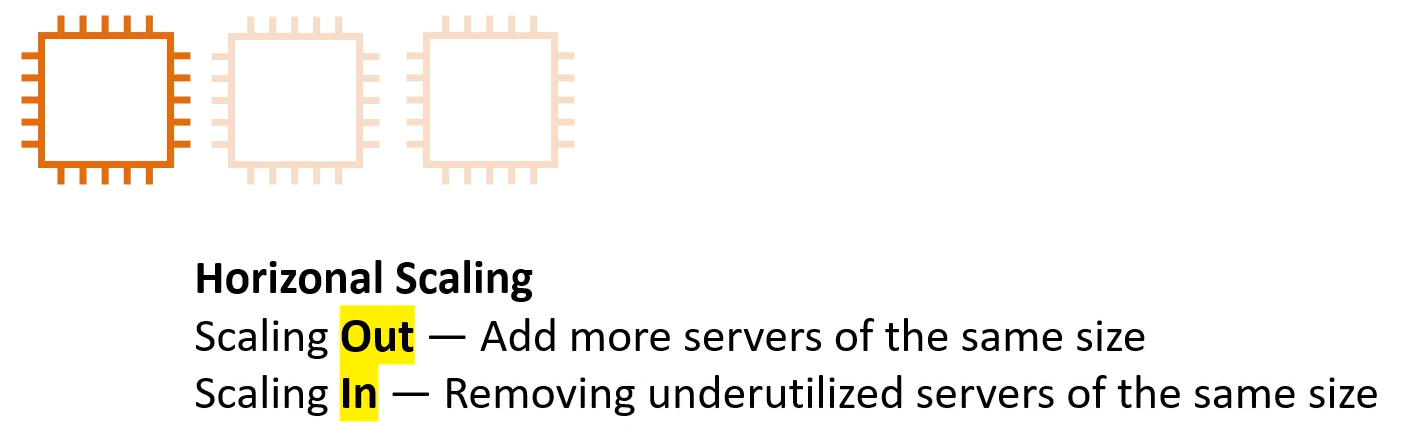 Horizonal Scaling
Scaling Out — Add more servers of the same size
Scaling In — Removing underutilized servers of the same size